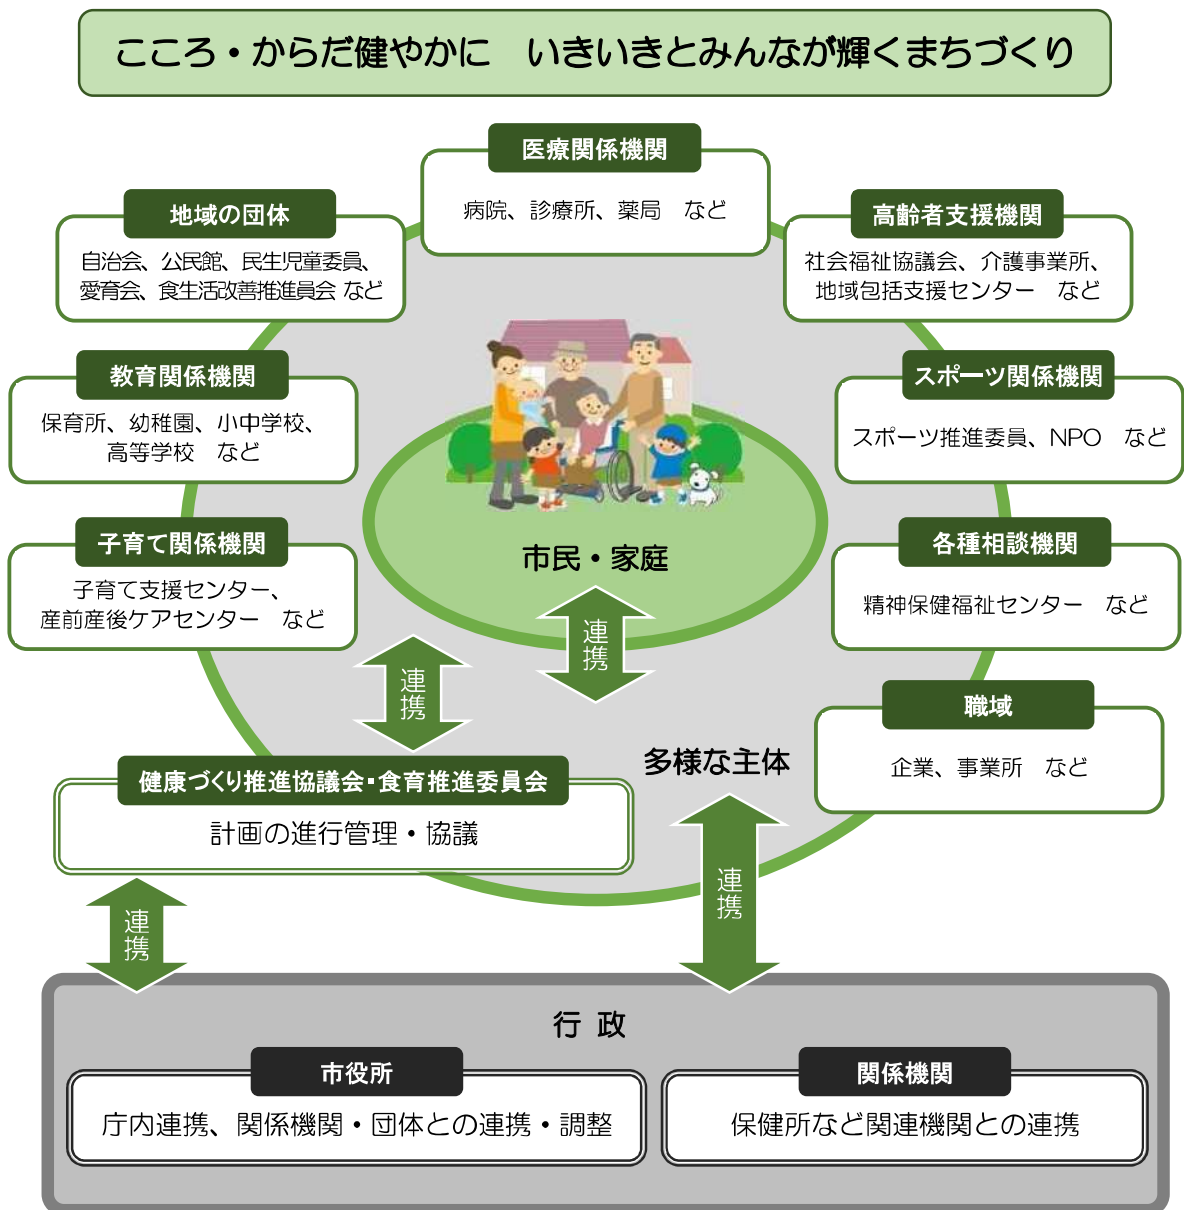 こころ・からだ健やかに　いきいきとみんなが輝くまちづくり
医療関係機関
病院、診療所、薬局　など
地域の団体
自治会、公民館、民生児童委員、
愛育会、食生活改善推進員会 など
高齢者支援機関
社会福祉協議会、介護事業所、
地域包括支援センター　など
教育関係機関
保育所、幼稚園、小中学校、
高等学校　など
スポーツ関係機関
スポーツ推進委員、NPO　など
子育て関係機関
子育て支援センター、
産前産後ケアセンター　など
各種相談機関
精神保健福祉センター　など
市民・家庭
連携
連携
職域
企業、事業所　など
多様な主体
健康づくり推進協議会・食育推進委員会
計画の進行管理・協議
連携
連携
行 政
市役所
庁内連携、関係機関・団体との連携・調整
関係機関
保健所など関連機関との連携